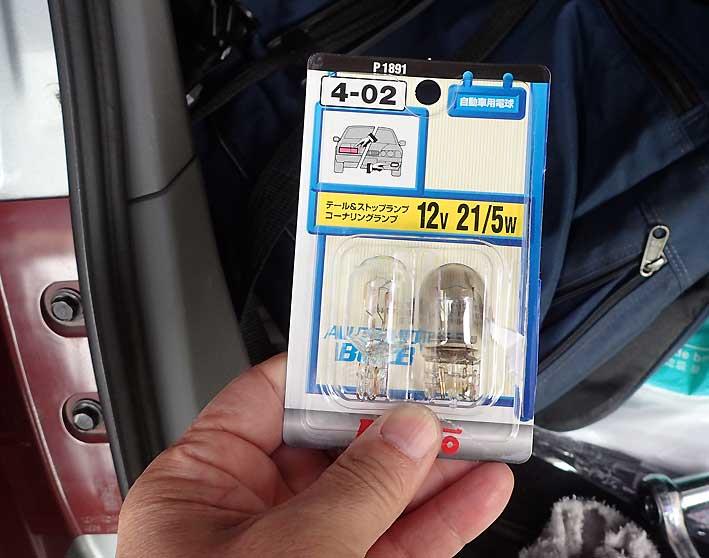 P 1891
4-02
自動車用電球
テール&ストップランプ
コーナリングランプ
12V 21/5W